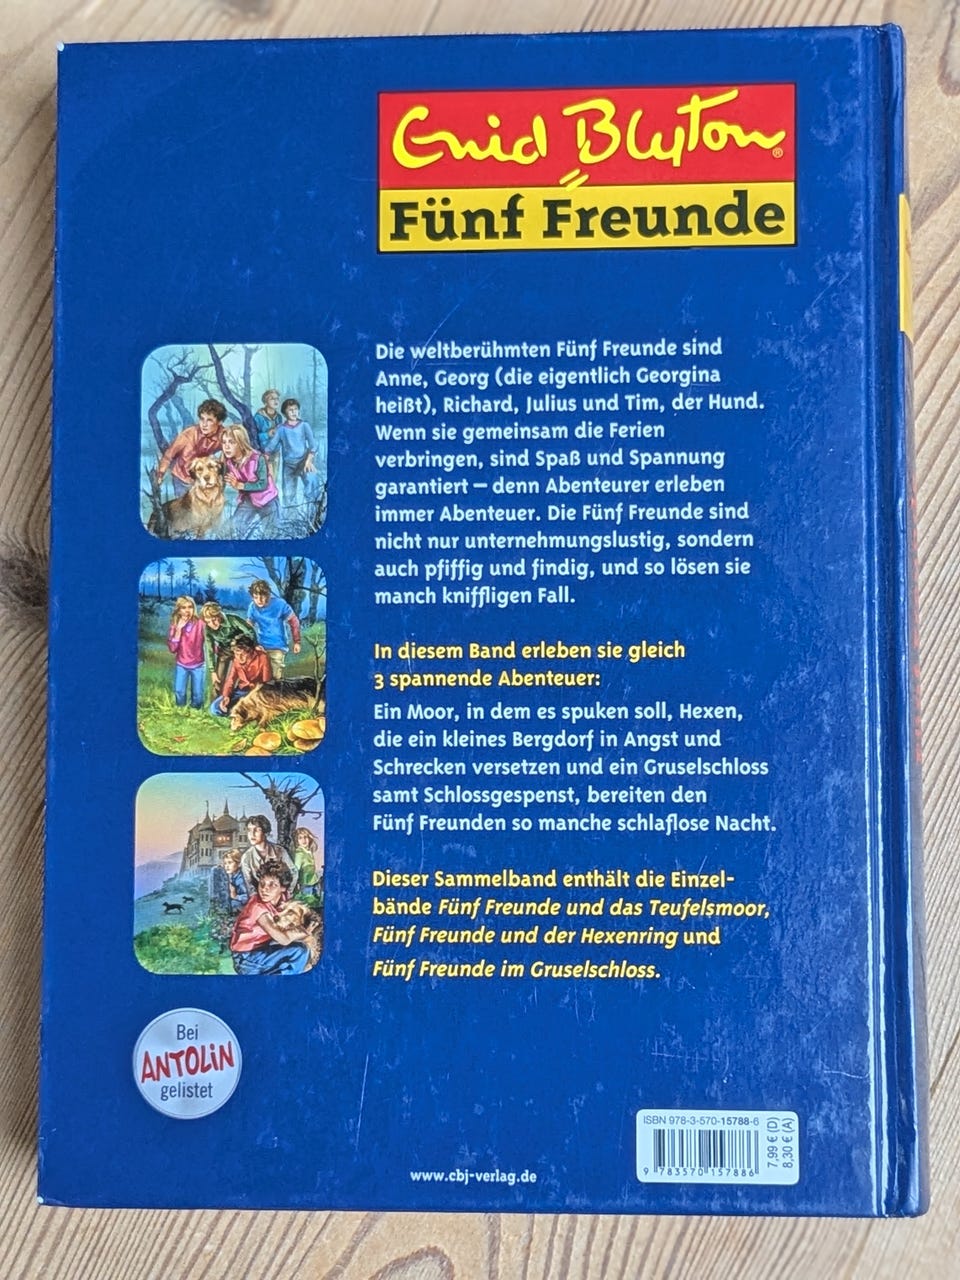 Enid Blyton®
Fünf Freunde
Die weltberühmten Fünf Freunde sind
Anne, Georg (die eigentlich Georgina
heißt), Richard, Julius und Tim, der Hund.
Wenn sie gemeinsam die Ferien
verbringen, sind Spaß und Spannung
garantiert – denn Abenteurer erleben
immer Abenteuer. Die Fünf Freunde sind
nicht nur unternehmungslustig, sondern
auch pfiffig und findig, und so lösen sie
manch kniffligen Fall.
In diesem Band erleben sie gleich
3 spannende Abenteuer:
Ein Moor, in dem es spuken soll, Hexen,
die ein kleines Bergdorf in Angst und
Schrecken versetzen und ein Gruselschloss
samt Schlossgespenst, bereiten den
Fünf Freunden so manche schlaflose Nacht.
Dieser Sammelband enthält die Einzel-
bände Fünf Freunde und das Teufelsmoor,
Fünf Freunde und der Hexenring und
Fünf Freunde im Gruselschloss.
Bei
ANTOLIN
gelistet
www.cbj-verlag.de
ISBN 978-3-570-15788-6
9 783570 157886
7,99 € (D)
8,30 € (A)